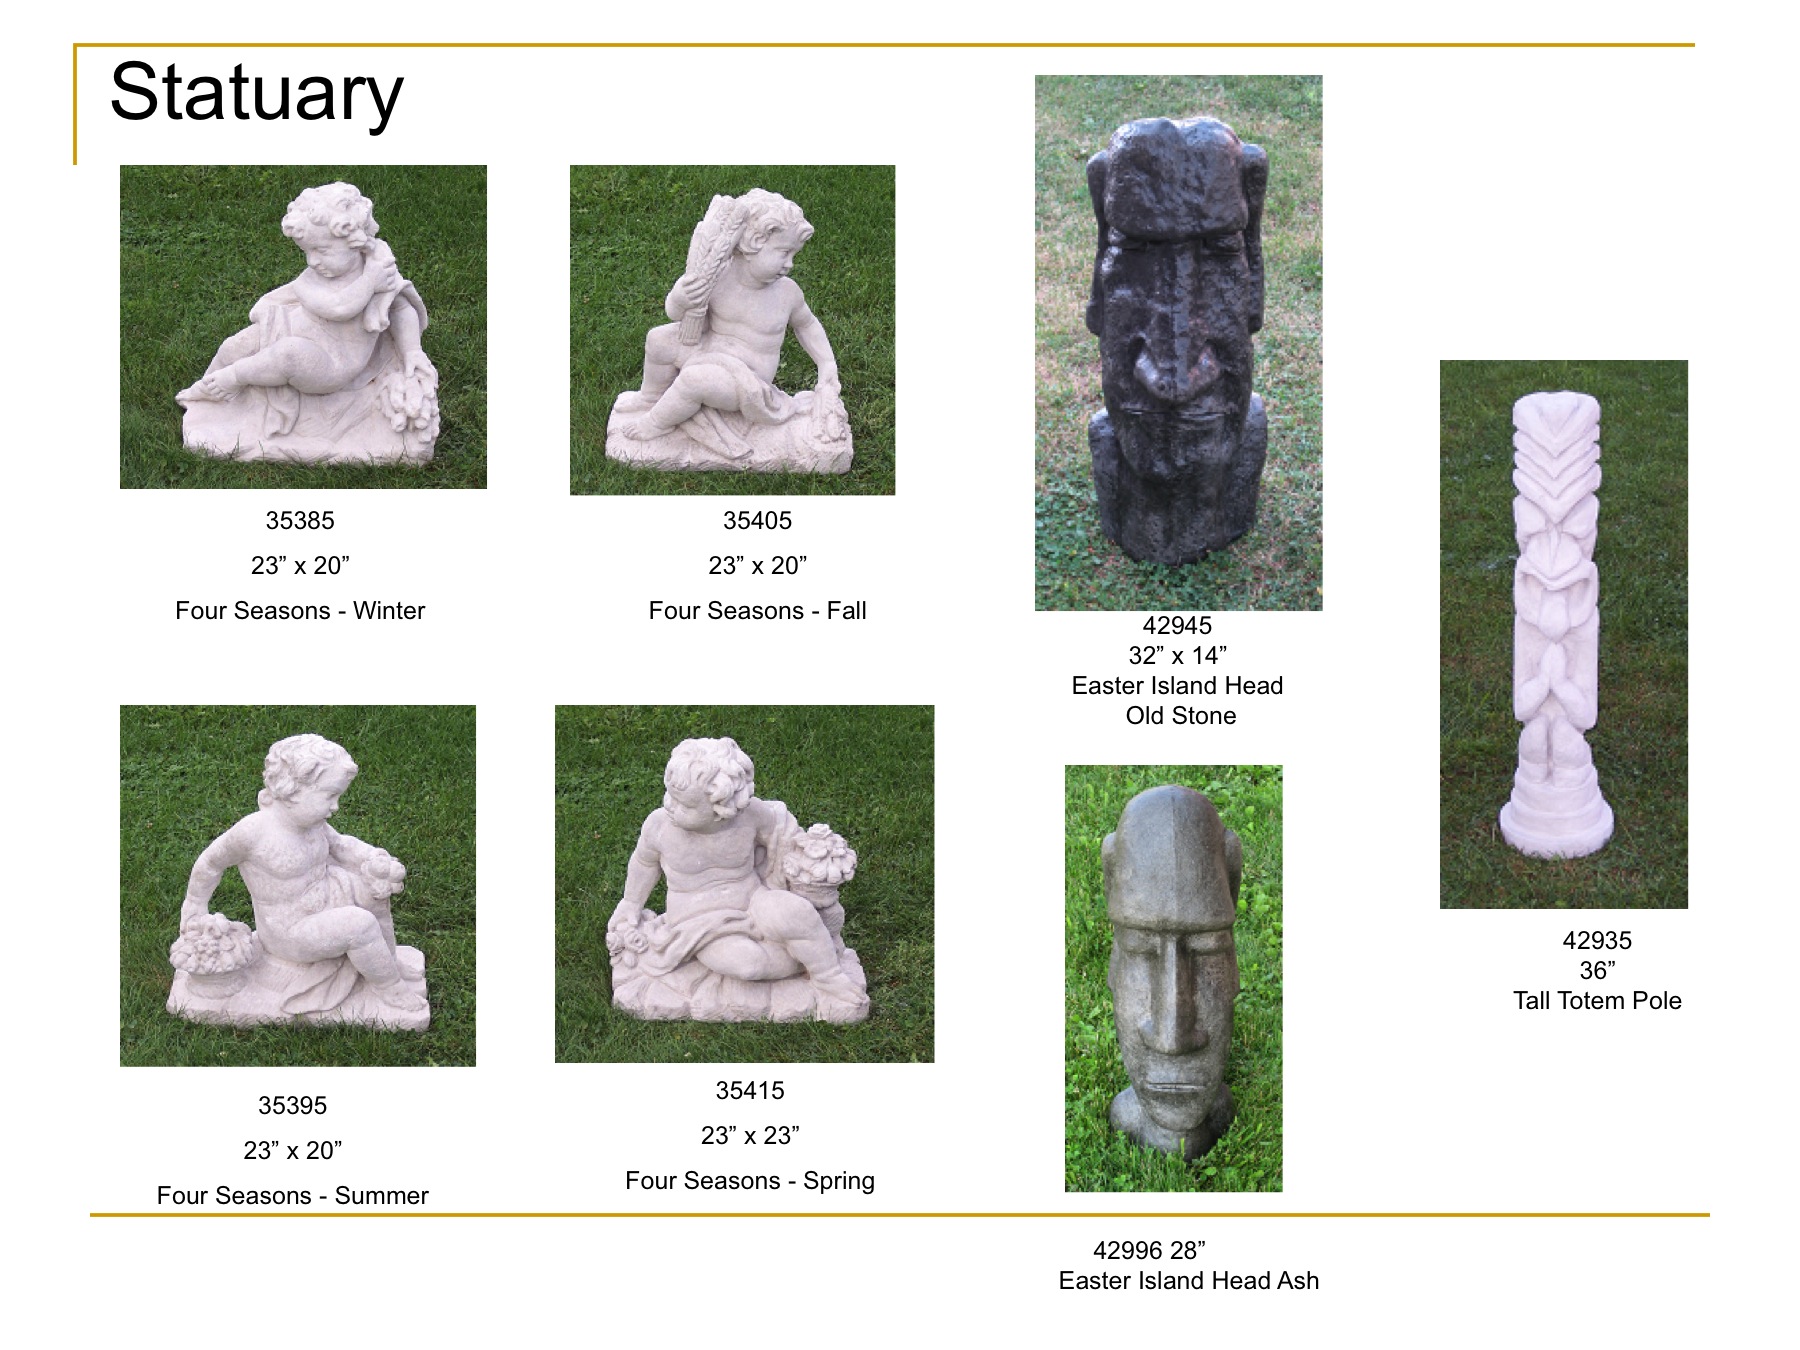 Statuary
35385
23” x 20”
Four Seasons - Winter
35405
23” x 20”
Four Seasons - Fall
42945
32” x 14”
Easter Island Head
Old Stone
42935
36”
Tall Totem Pole
35395
23” x 20”
Four Seasons - Summer
35415
23” x 23”
Four Seasons - Spring
42996 28”
Easter Island Head Ash